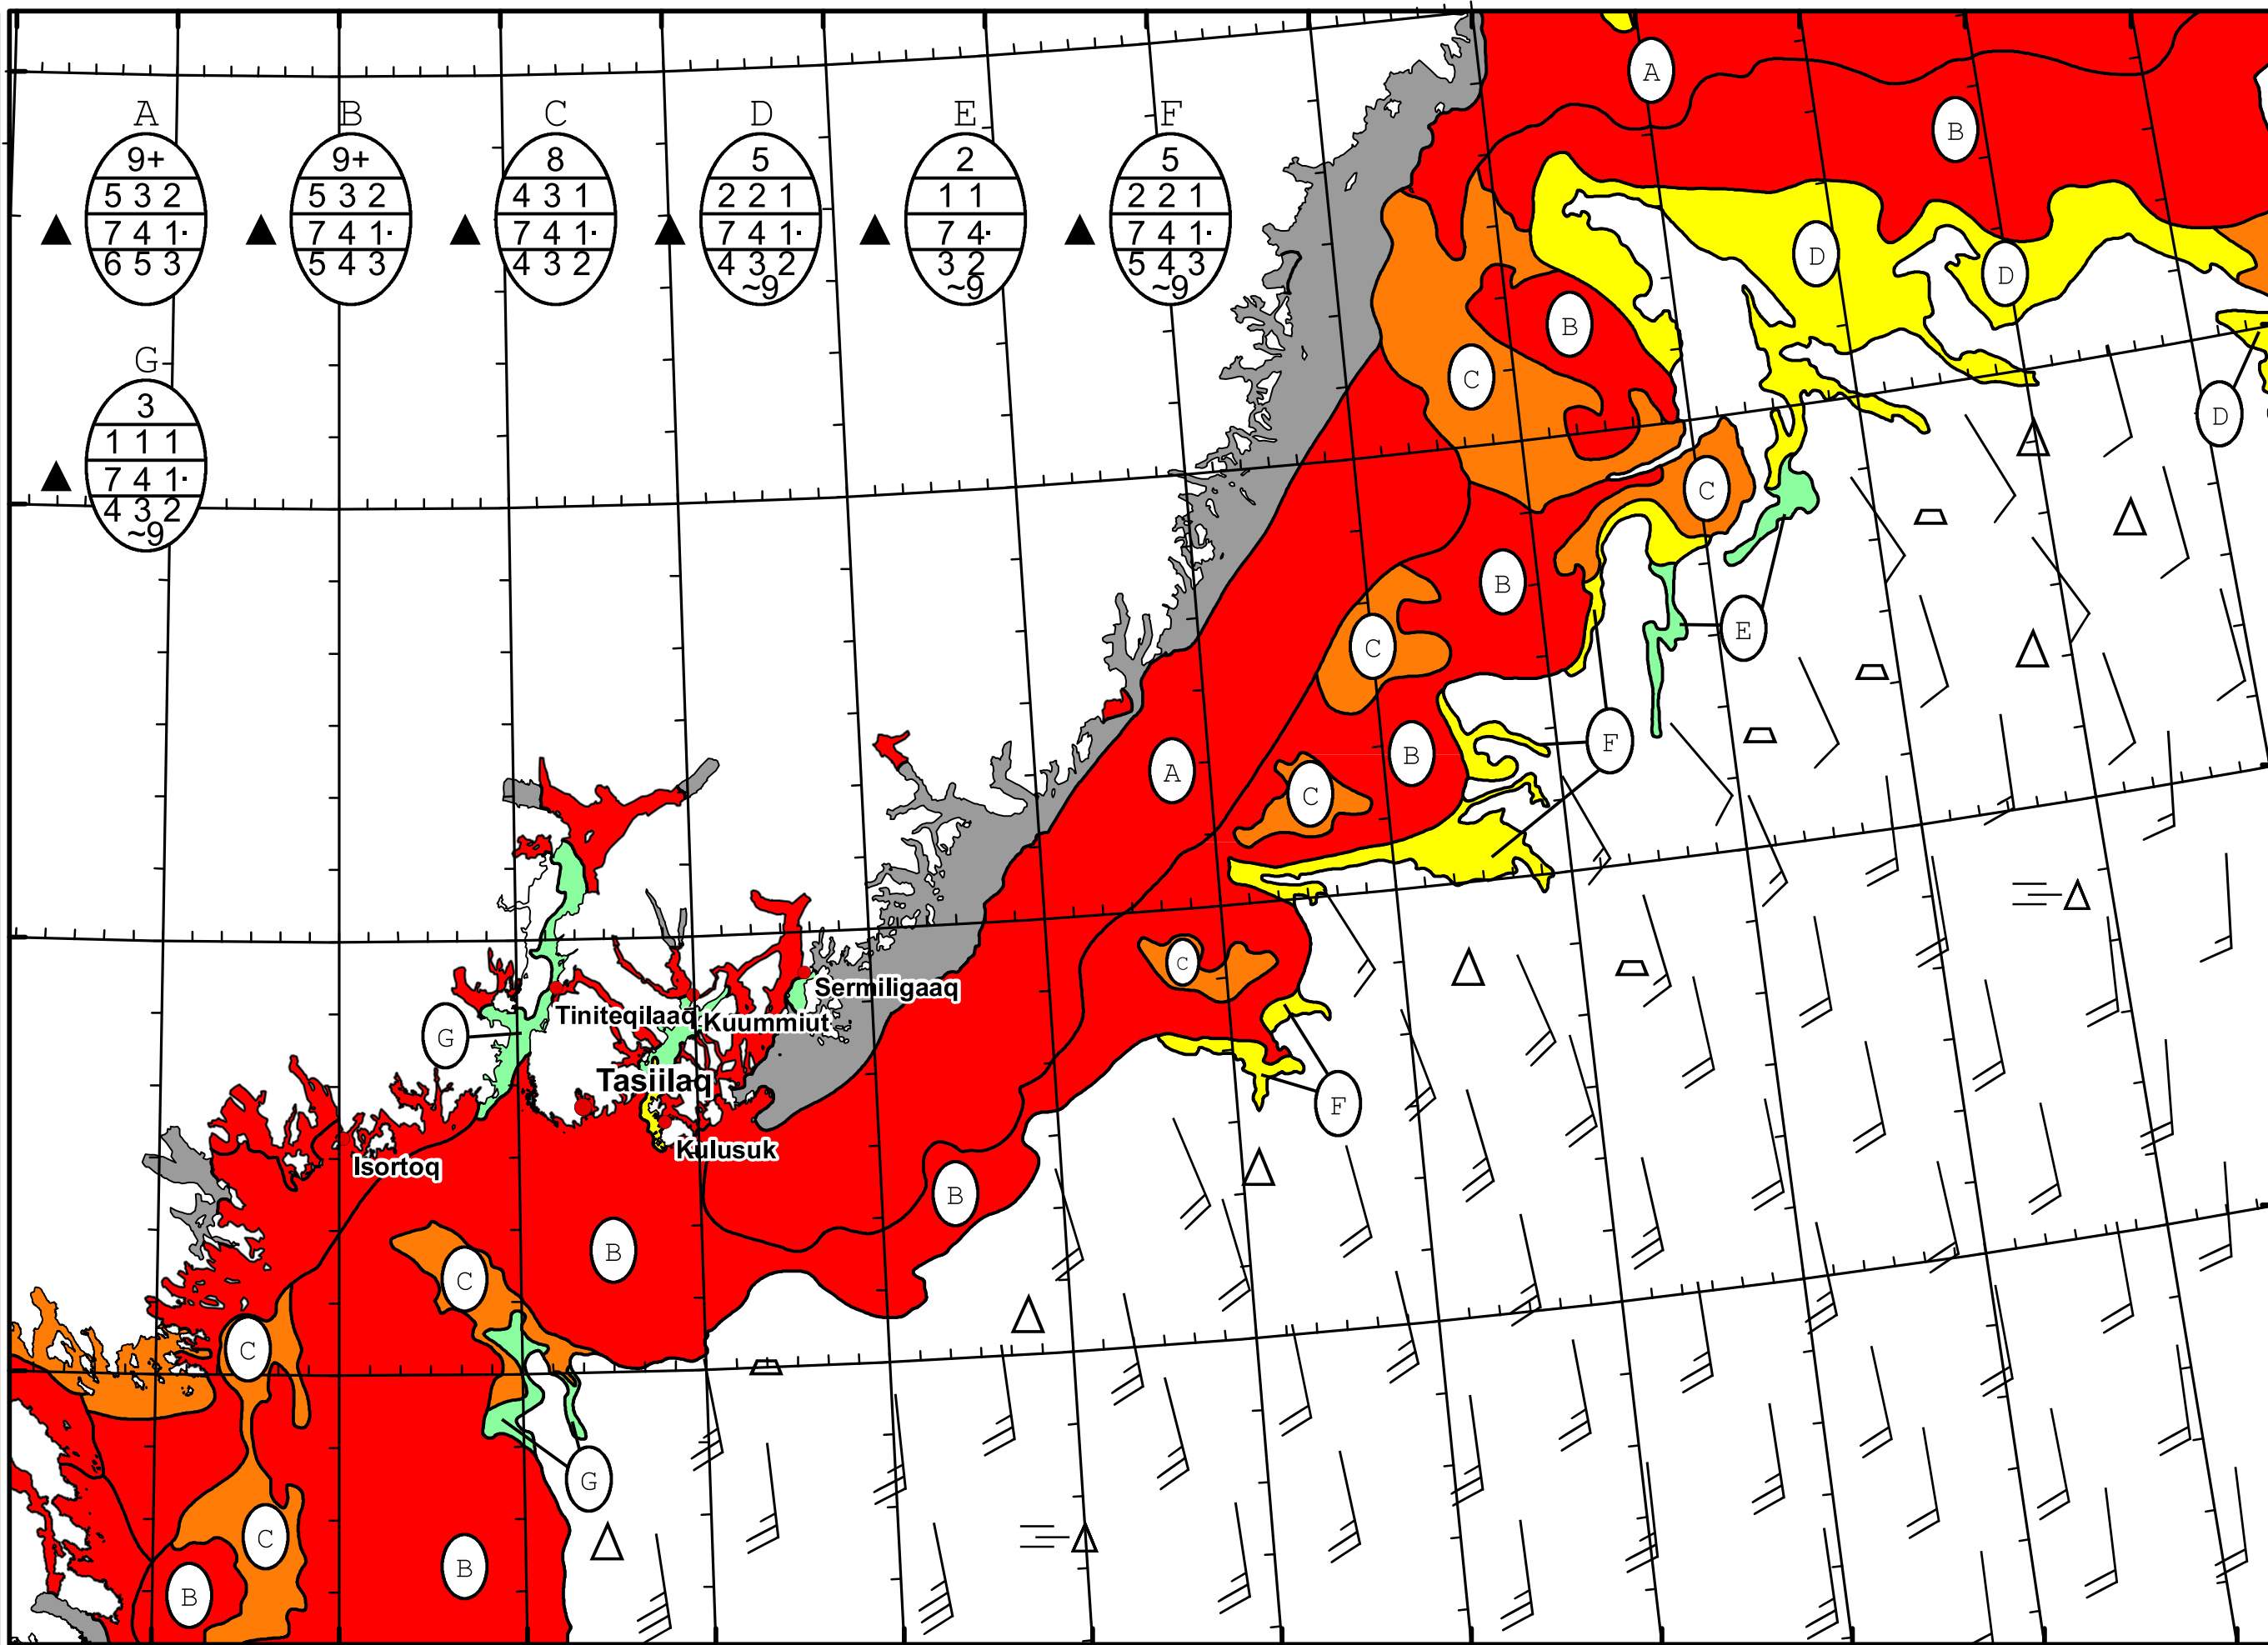 A B C D E F
9+ 9+ 8 5 2 5
5 3 2 5 3 2 4 3 1 2 2 1 1 1 2 2 1
7 4 1· 7 4 1· 7 4 1· 7 4 1· 7 4· 7 4 1·
6 5 3 5 4 3 4 3 2 4 3 2 3 2 5 4 3
~9 ~9 ~9
G
3
1 1 1
7 4 1·
4 3 2
~9
A
B
D
D
B
C
D
C
B
E
C
F
B
A
C
C
Sermiligaaq
Tiniteqilaaq
Kuummiut
G
Tasiilaq
F
Kulusuk
Isortoq
B
B
C
C
G
C
B
B